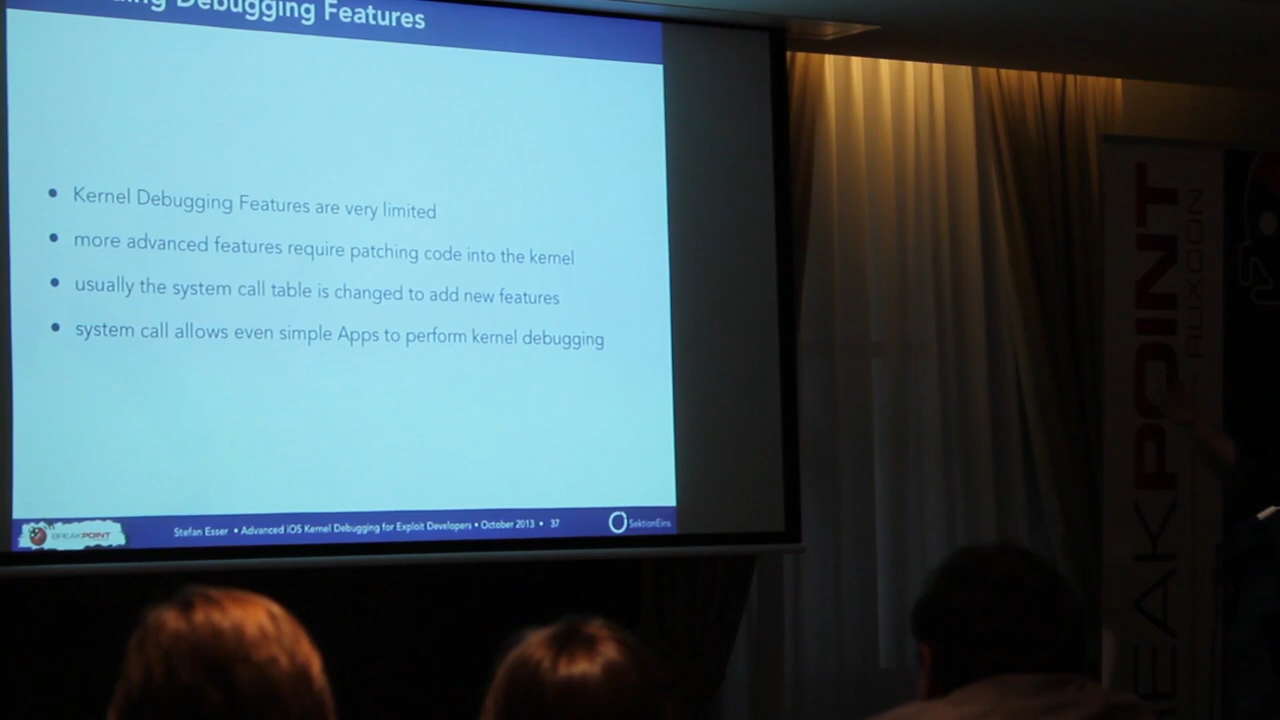 Debugging Features
Kernel Debugging Features are very limited
more advanced features require patching code into the kernel
usually the system call table is changed to add new features
system call allows even simple Apps to perform kernel debugging
BREAKPOINT
Stefan Esser • Advanced iOS Kernel Debugging for Exploit Developers • October 2013 • 37
SektionEins
EAKPOINT
RUXCON